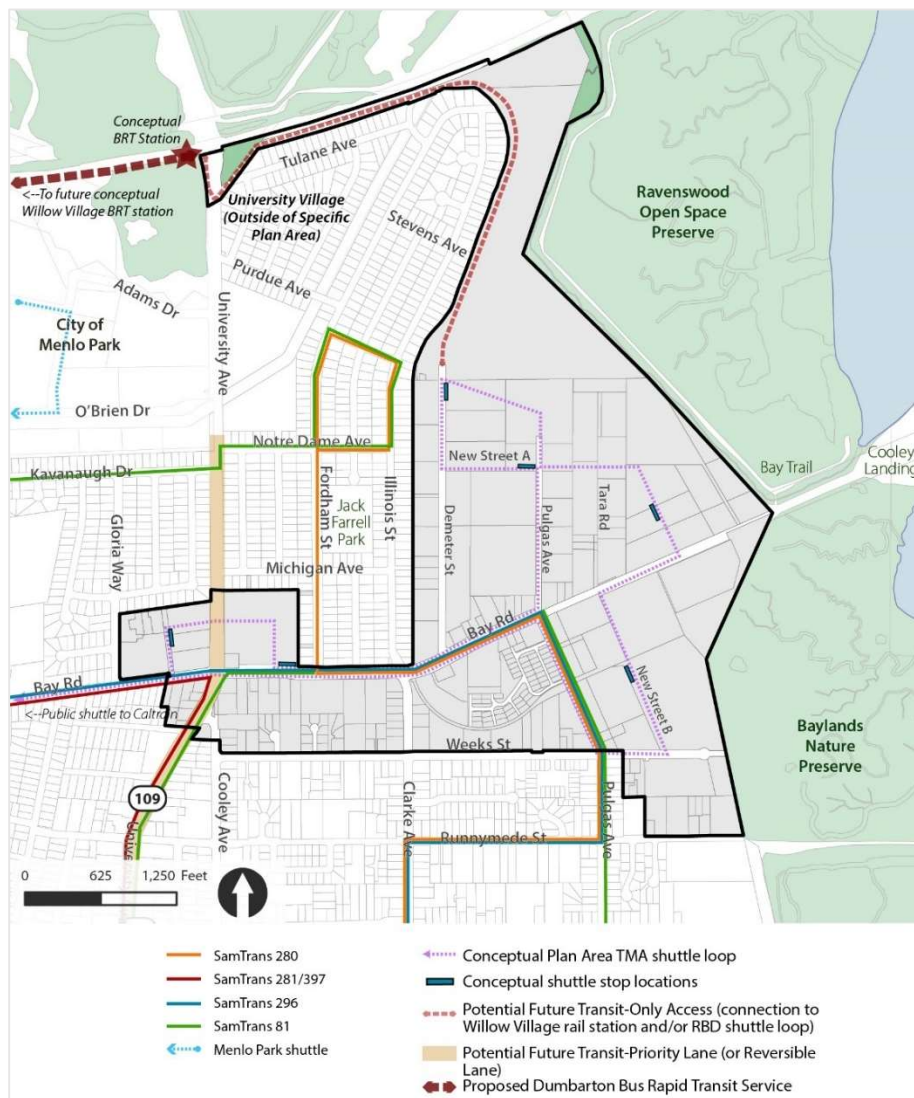 Conceptual
BRT Station
<--To future conceptual
Willow Village BRT station
Tulane Ave
University Village
(Outside of Specific
Plan Area)
Stevens Ave
Purdue Ave
Ravenswood
Open Space
Preserve
Adams Dr
University Ave
City of
Menlo Park
O'Brien Dr
Notre Dame Ave
Kavanaugh Dr
New Street A
Bay Trail
Cooley
Landing
Gloria Way
Fordham St
Jack
Farrell
Park
Illinois St
Demeter St
Pulgas Ave
Tara Rd
Michigan Ave
Bay Rd
Bay Rd
<--Public shuttle to Caltrain
New Street B
Weeks St
Baylands
Nature
Preserve
109
Cooley Ave
Clarke Ave
Runnymede St
Pulgas Ave
0 625 1,250 Feet
SamTrans 280
SamTrans 281/397
SamTrans 296
SamTrans 81
Menlo Park shuttle
Conceptual Plan Area TMA shuttle loop
Conceptual shuttle stop locations
Potential Future Transit-Only Access (connection to
Willow Village rail station and/or RBD shuttle loop)
Potential Future Transit-Priority Lane (or Reversible
Lane)
Proposed Dumbarton Bus Rapid Transit Service